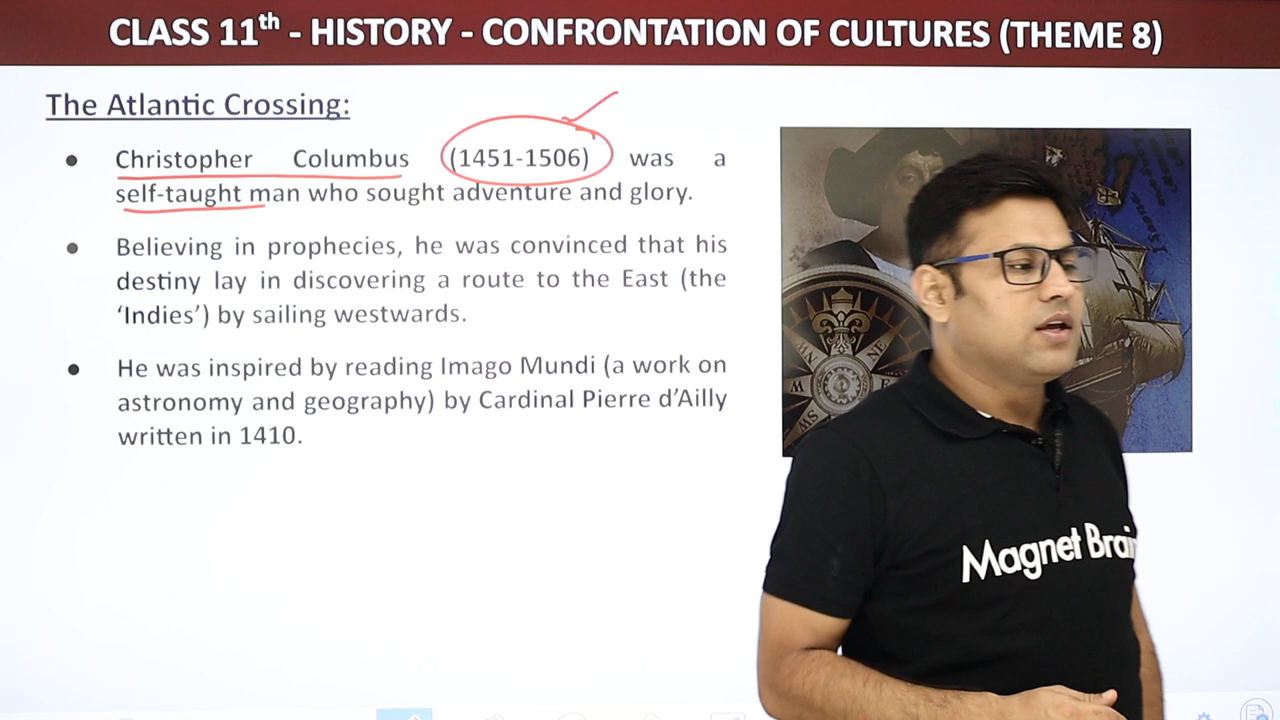 CLASS 11th - HISTORY - CONFRONTATION OF CULTURES (THEME 8)
The Atlantic Crossing:
● Christopher Columbus (1451-1506) was a
self-taught man who sought adventure and glory.
● Believing in prophecies, he was convinced that his
destiny lay in discovering a route to the East (the
‘Indies’) by sailing westwards.
● He was inspired by reading Imago Mundi (a work on
astronomy and geography) by Cardinal Pierre d’Ailly
written in 1410.
NE
W
E
Magnet Brain